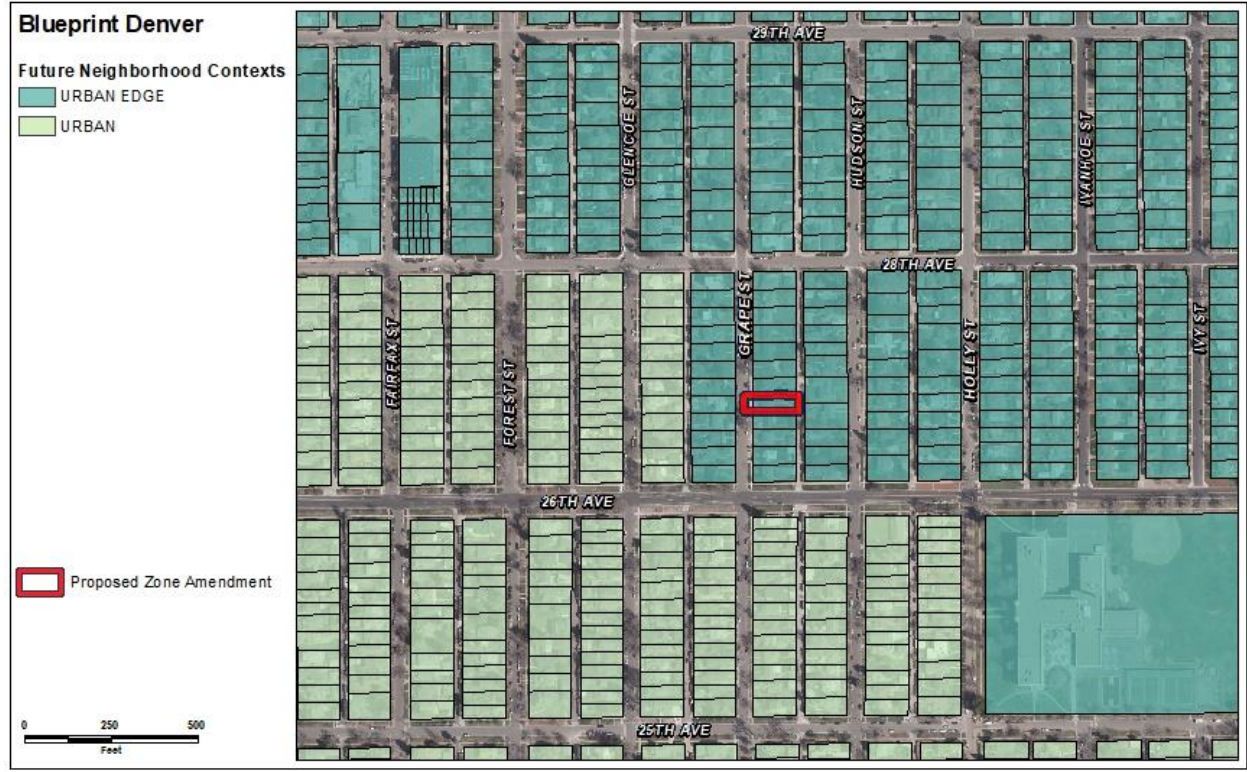 Blueprint Denver
Future Neighborhood Contexts
URBAN EDGE
URBAN
Proposed Zone Amendment
0 250 500
Feet
29TH AVE
GLENCOE ST
HUDSON ST
IVANHOE ST
28TH AVE
GRAPE ST
FAIRFAX ST
FOREST ST
HOLLY ST
IVY ST
26TH AVE
25TH AVE